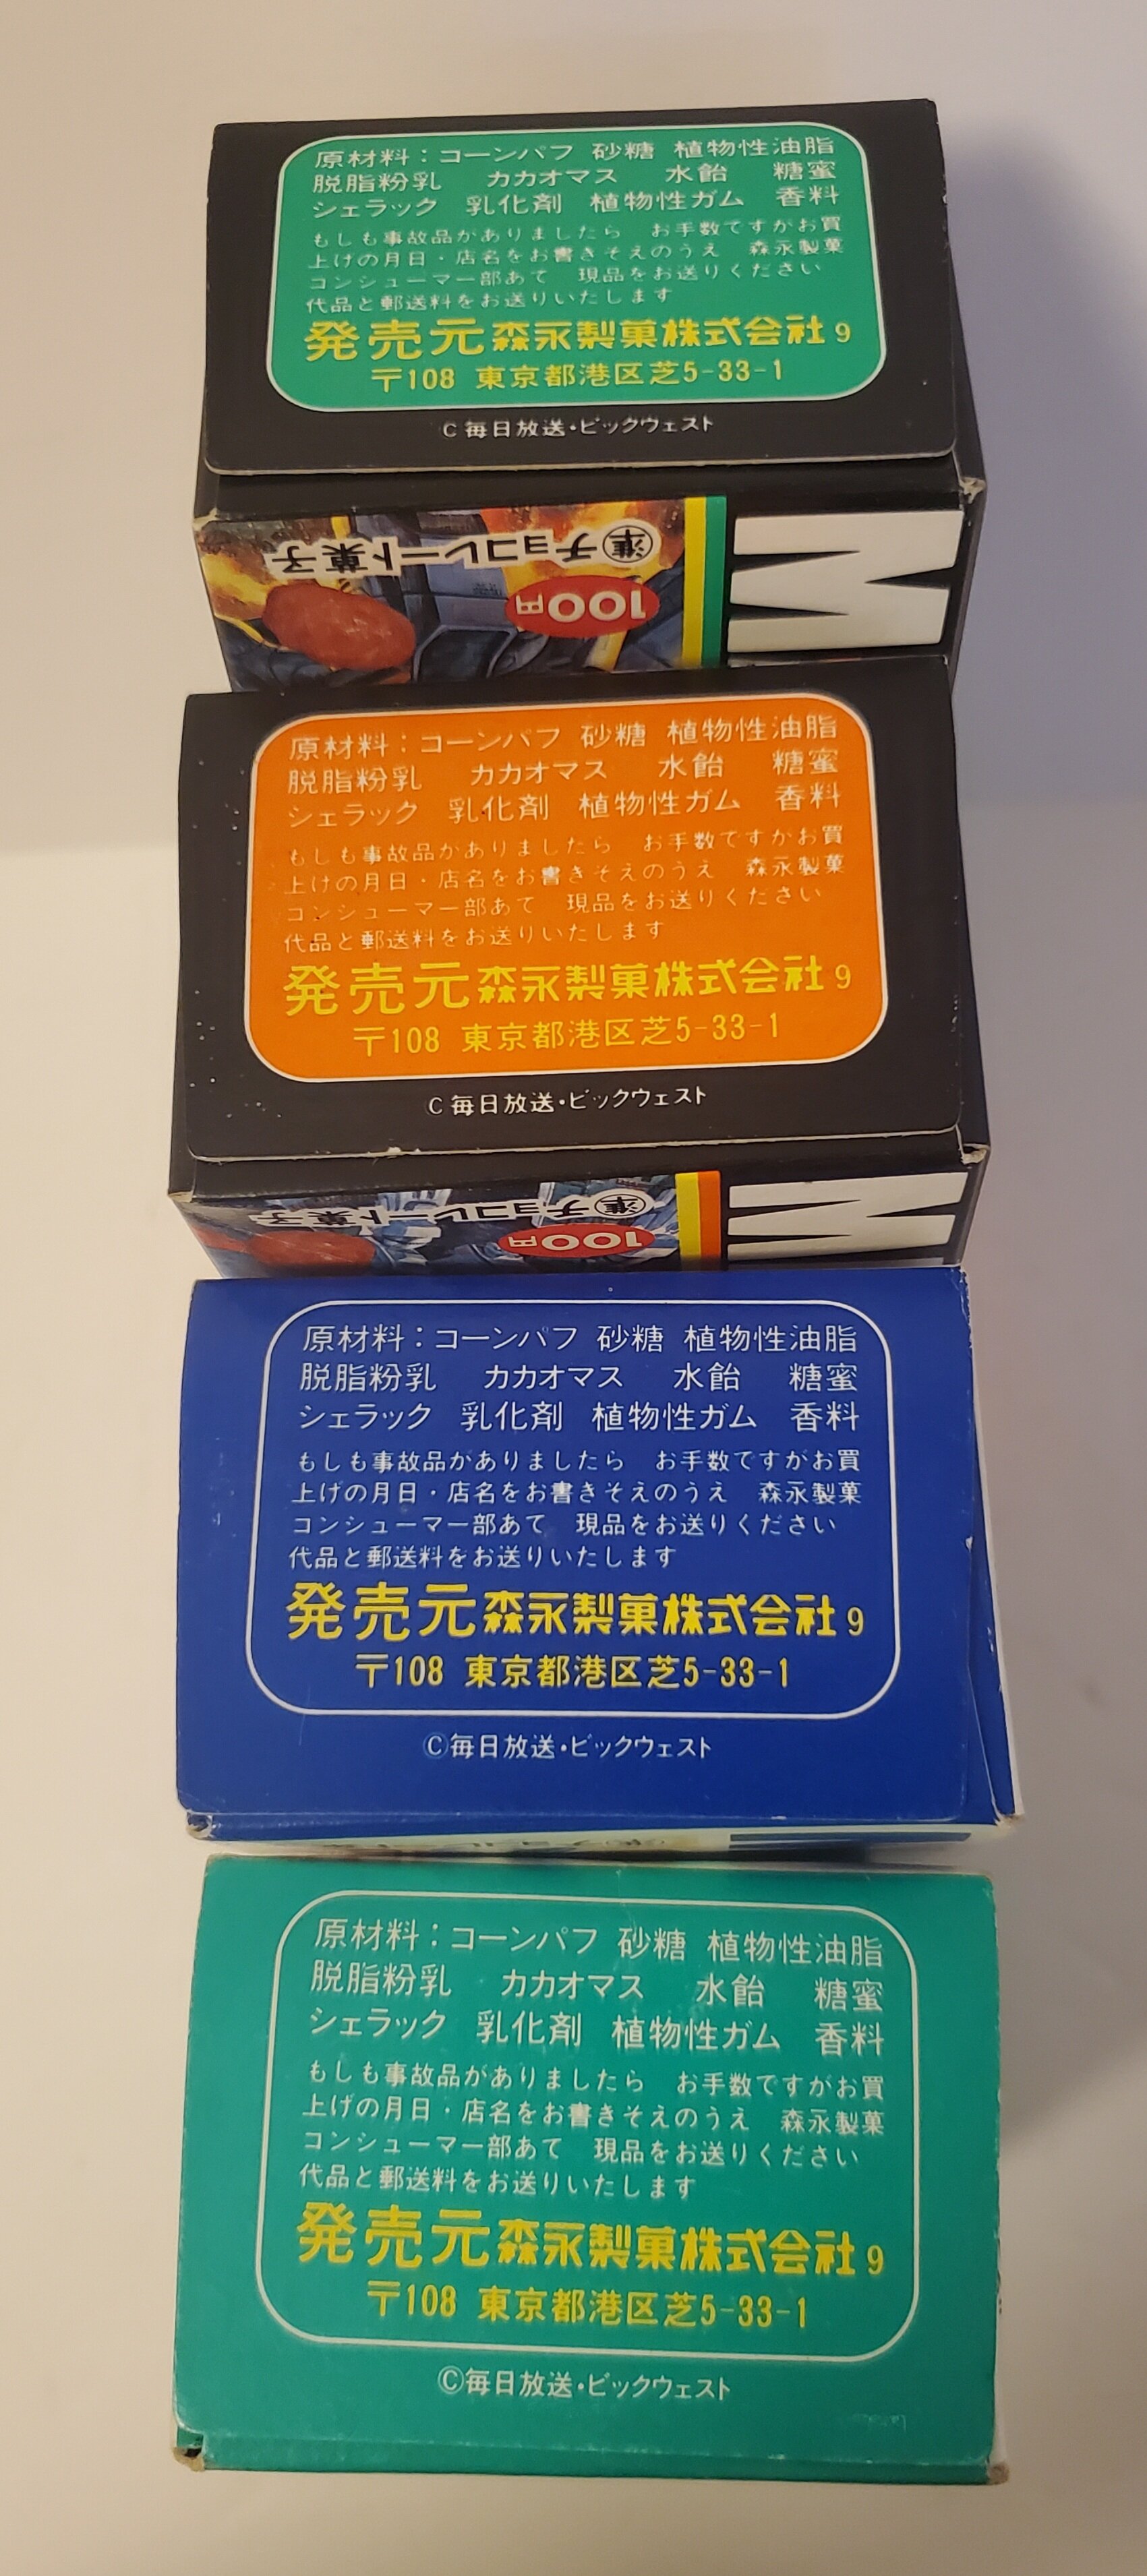 原材料：コーンパフ 砂糖 植物性油脂
脱脂粉乳 カカオマス 水飴 糖蜜
シェラック 乳化剤 植物性ガム 香料
もしも事故品がありましたら お手数ですがお買
上げの月日・店名をお書きそえのうえ 森永製菓
コンシューマー部あて 現品をお送りください
代品と郵送料をお送りいたします
発売元 森永製菓株式会社 9
〒108 東京都港区芝5-33-1
C 毎日放送・ビックウェスト
準チョコレート菓子
100円
M
原材料：コーンパフ 砂糖 植物性油脂
脱脂粉乳 カカオマス 水飴 糖蜜
シェラック 乳化剤 植物性ガム 香料
もしも事故品がありましたら お手数ですがお買
上げの月日・店名をお書きそえのうえ 森永製菓
コンシューマー部あて 現品をお送りください
代品と郵送料をお送りいたします
発売元 森永製菓株式会社 9
〒108 東京都港区芝5-33-1
C 毎日放送・ビックウェスト
準チョコレート菓子
100円
M
原材料：コーンパフ 砂糖 植物性油脂
脱脂粉乳 カカオマス 水飴 糖蜜
シェラック 乳化剤 植物性ガム 香料
もしも事故品がありましたら お手数ですがお買
上げの月日・店名をお書きそえのうえ 森永製菓
コンシューマー部あて 現品をお送りください
代品と郵送料をお送りいたします
発売元 森永製菓株式会社 9
〒108 東京都港区芝5-33-1
©毎日放送・ビックウェスト
原材料：コーンパフ 砂糖 植物性油脂
脱脂粉乳 カカオマス 水飴 糖蜜
シェラック 乳化剤 植物性ガム 香料
もしも事故品がありましたら お手数ですがお買
上げの月日・店名をお書きそえのうえ 森永製菓
コンシューマー部あて 現品をお送りください
代品と郵送料をお送りいたします
発売元 森永製菓株式会社 9
〒108 東京都港区芝5-33-1
©毎日放送・ビックウェスト